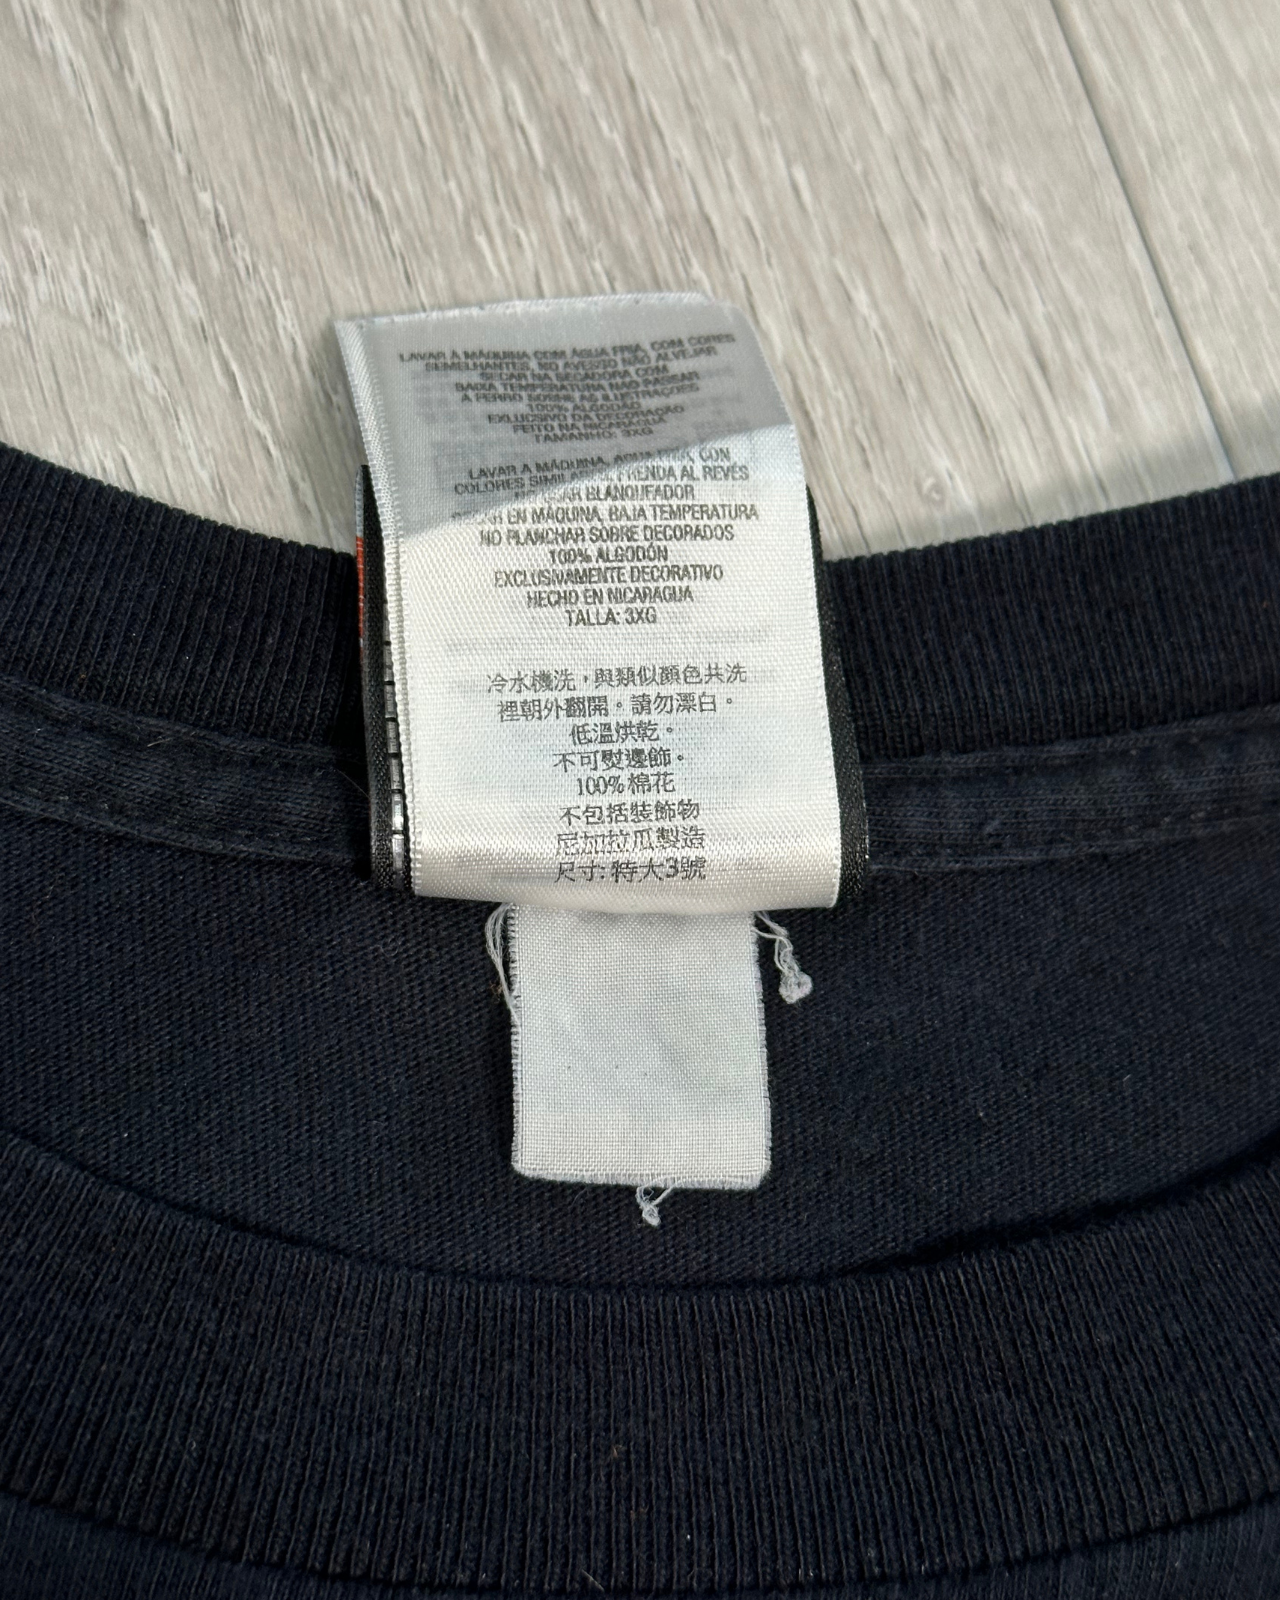 LAVAR À MÁQUINA COM ÁGUA FRIA, COM CORES
SEMELHANTES, NO AVESSO NÃO ALVEJAR
SECAR NA SECADORA COM
BAIXA TEMPERATURA NÃO PASSAR
A FERRO SOBRE AS ILUSTRAÇÕES
100% ALGODÃO
EXLUCSIVO DA DECORAÇÃO
FEITO NA NICARAGUA
TAMANHO: 3XG
LAVAR A MÁQUINA, AGUA FRIA, CON
COLORES SIMILARES, PRENDA AL REVÉS
NO USAR BLANQUEADOR
SECAR EN MÁQUINA, BAJA TEMPERATURA
NO PLANCHAR SOBRE DECORADOS
100% ALGODÓN
EXCLUSIVAMENTE DECORATIVO
HECHO EN NICARAGUA
TALLA: 3XG
冷水機洗，與類似顏色共洗
裡朝外翻開。請勿漂白。
低溫烘乾。
不可熨邊飾。
100%棉花
不包括裝飾物
尼加拉瓜製造
尺寸: 特大3號